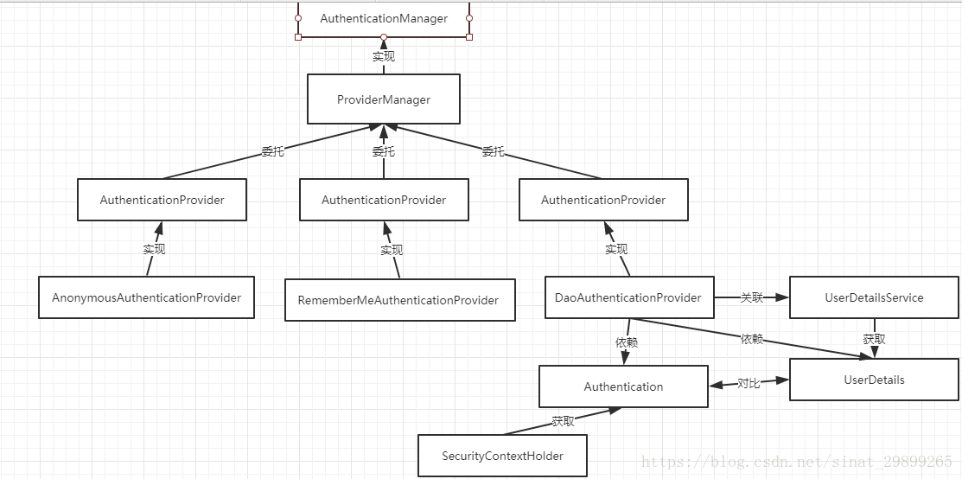 AuthenticationManager
实现
ProviderManager
委托
委托
委托
AuthenticationProvider
AuthenticationProvider
AuthenticationProvider
实现
实现
实现
AnonymousAuthenticationProvider
RememberMeAuthenticationProvider
DaoAuthenticationProvider
关联
UserDetailsService
依赖
依赖
获取
Authentication
对比
UserDetails
获取
SecurityContextHolder
https://blog.csdn.net/sinat_29899265